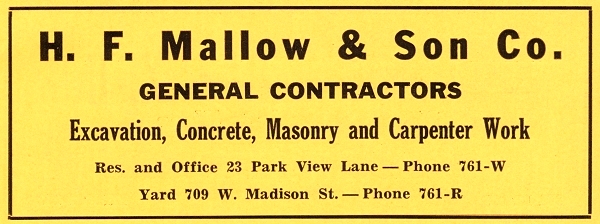 H. F. Mallow & Son Co.
GENERAL CONTRACTORS
Excavation, Concrete, Masonry and Carpenter Work
Res. and Office 23 Park View Lane — Phone 761-W
Yard 709 W. Madison St. — Phone 761-R